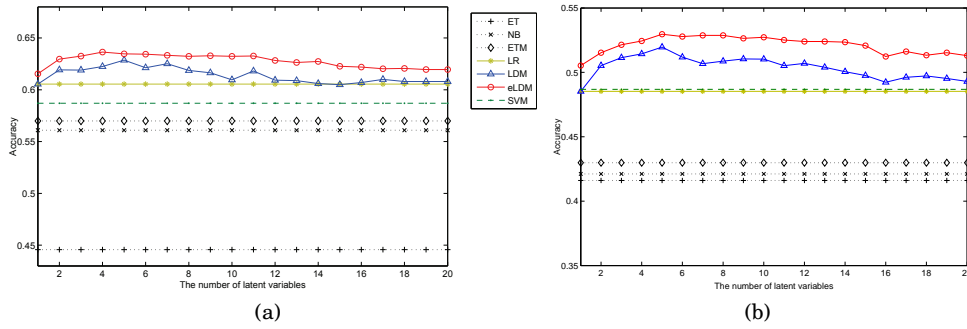 (a)
0.65
0.6
0.55
0.5
0.45
Accuracy
2 4 6 8 10 12 14 16 18 20
The number of latent variables
(a)
ET
NB
ETM
LR
LDM
eLDM
SVM
(b)
0.55
0.5
0.45
0.4
0.35
Accuracy
2 4 6 8 10 12 14 16 18 20
The number of latent variables
(b)